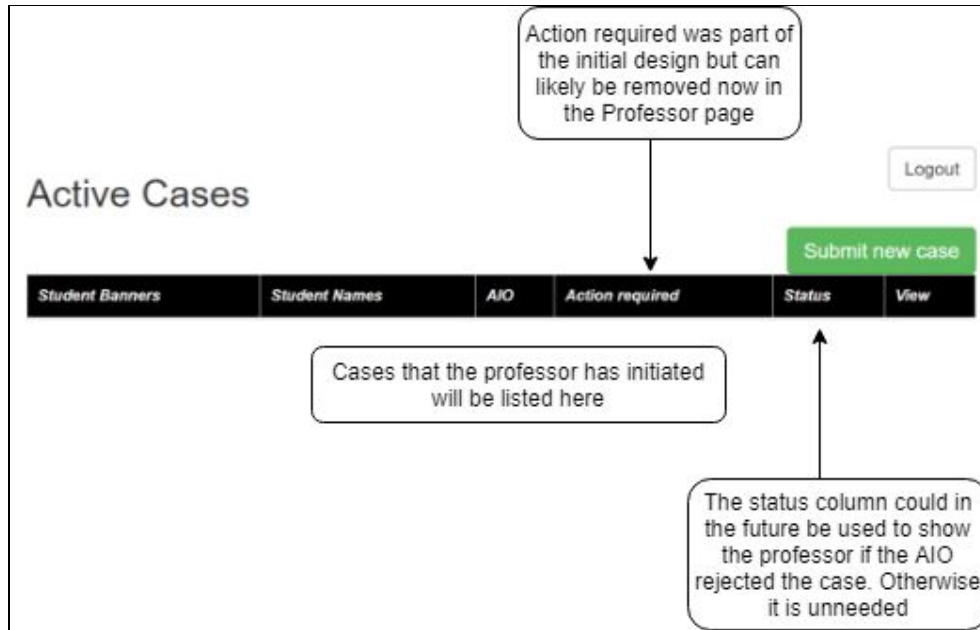 Action required was part of
the initial design but can
likely be removed now in
the Professor page
Logout
Active Cases
Submit new case
Student Banners Student Names AIO Action required Status View
Cases that the professor has initiated
will be listed here
The status column could in
the future be used to show
the professor if the AIO
rejected the case. Otherwise
it is unneeded